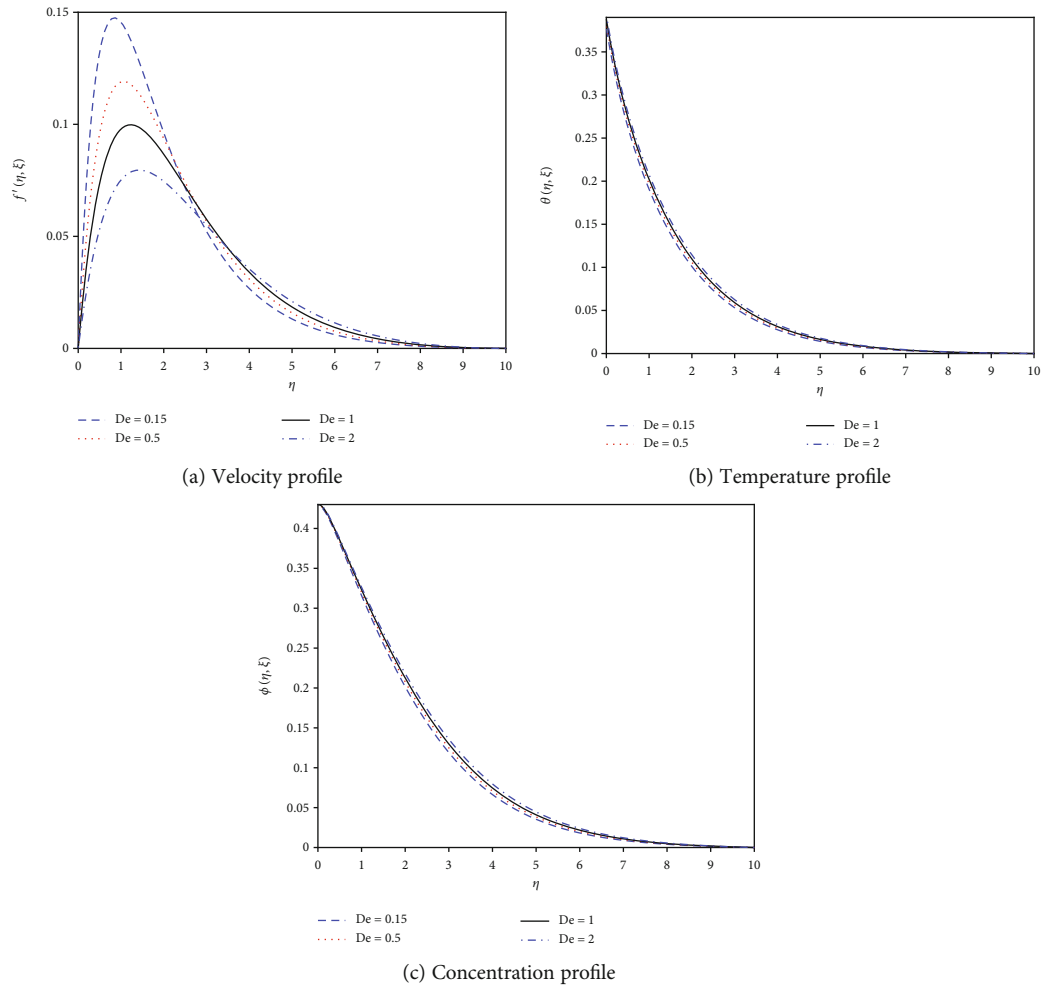 0.15
0.1
0.05
0
f ′ (η, ξ)
0 1 2 3 4 5 6 7 8 9 10
η
De = 0.15
De = 0.5
De = 1
De = 2
(a) Velocity profile
0.35
0.3
0.25
0.2
0.15
0.1
0.05
0
θ (η, ξ)
0 1 2 3 4 5 6 7 8 9 10
η
De = 0.15
De = 0.5
De = 1
De = 2
(b) Temperature profile
0.4
0.35
0.3
0.25
0.2
0.15
0.1
0.05
0
ϕ (η, ξ)
0 1 2 3 4 5 6 7 8 9 10
η
De = 0.15
De = 0.5
De = 1
De = 2
(c) Concentration profile